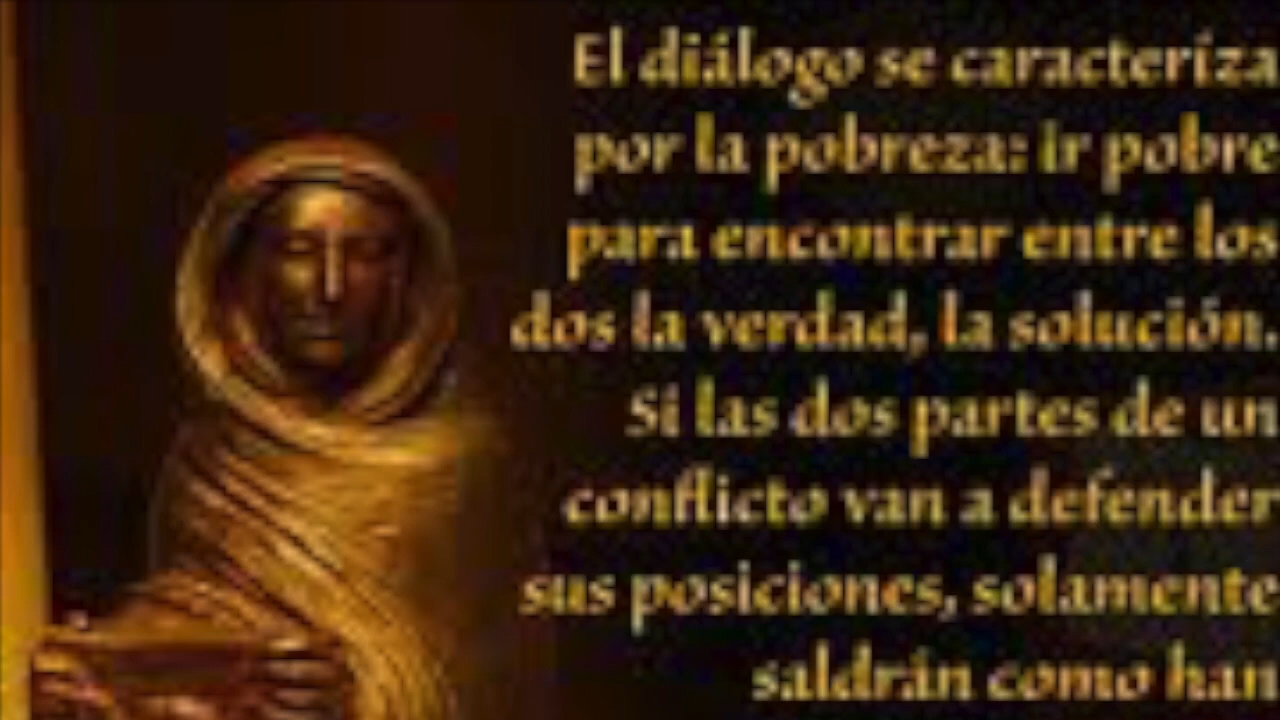 El diálogo se caracteríza
por la pobreza: ir pobre
para encontrar entre los
dos la verdad, la solución.
Si las dos partes de un
conflicto van a defender
sus posiciones, solamente
saldrán como han